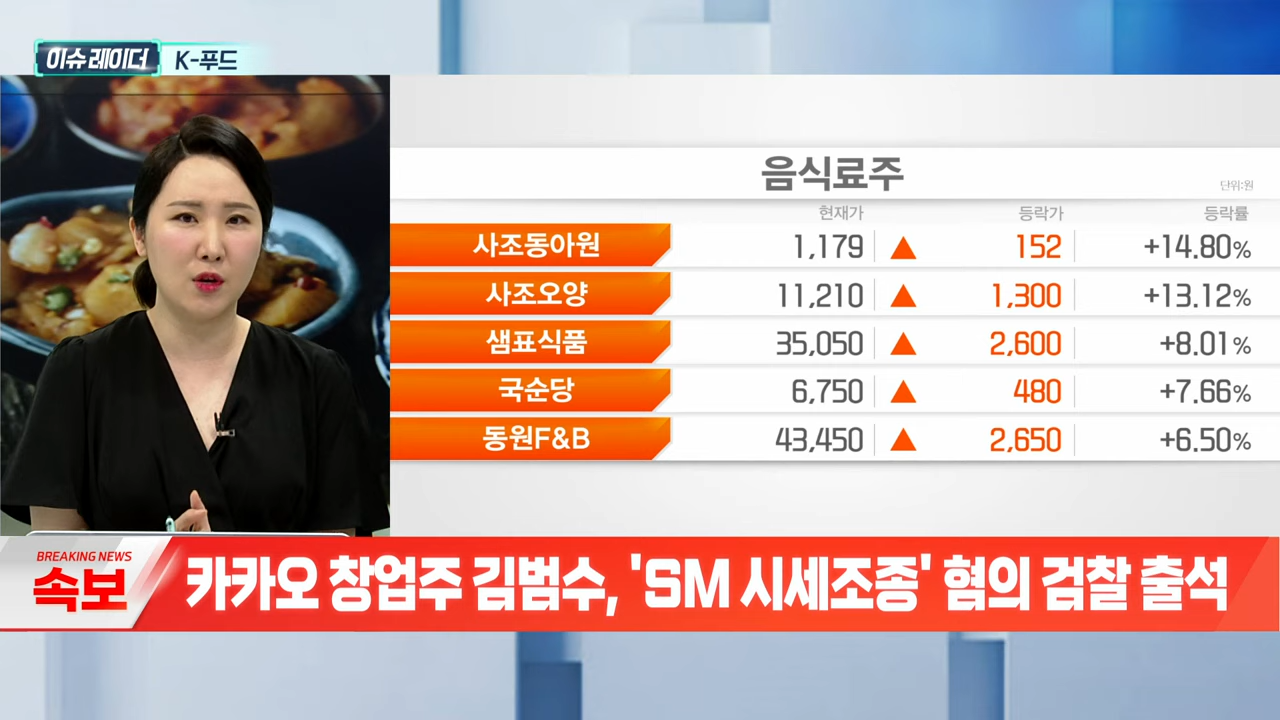 이슈 레이더 K-푸드
음식료주
단위:원
현재가 등락가 등락률
사조동아원 1,179 ▲ 152 +14.80%
사조오양 11,210 ▲ 1,300 +13.12%
샘표식품 35,050 ▲ 2,600 +8.01%
국순당 6,750 ▲ 480 +7.66%
동원F&B 43,450 ▲ 2,650 +6.50%
BREAKING NEWS
속보
카카오 창업주 김범수, 'SM 시세조종' 혐의 검찰 출석